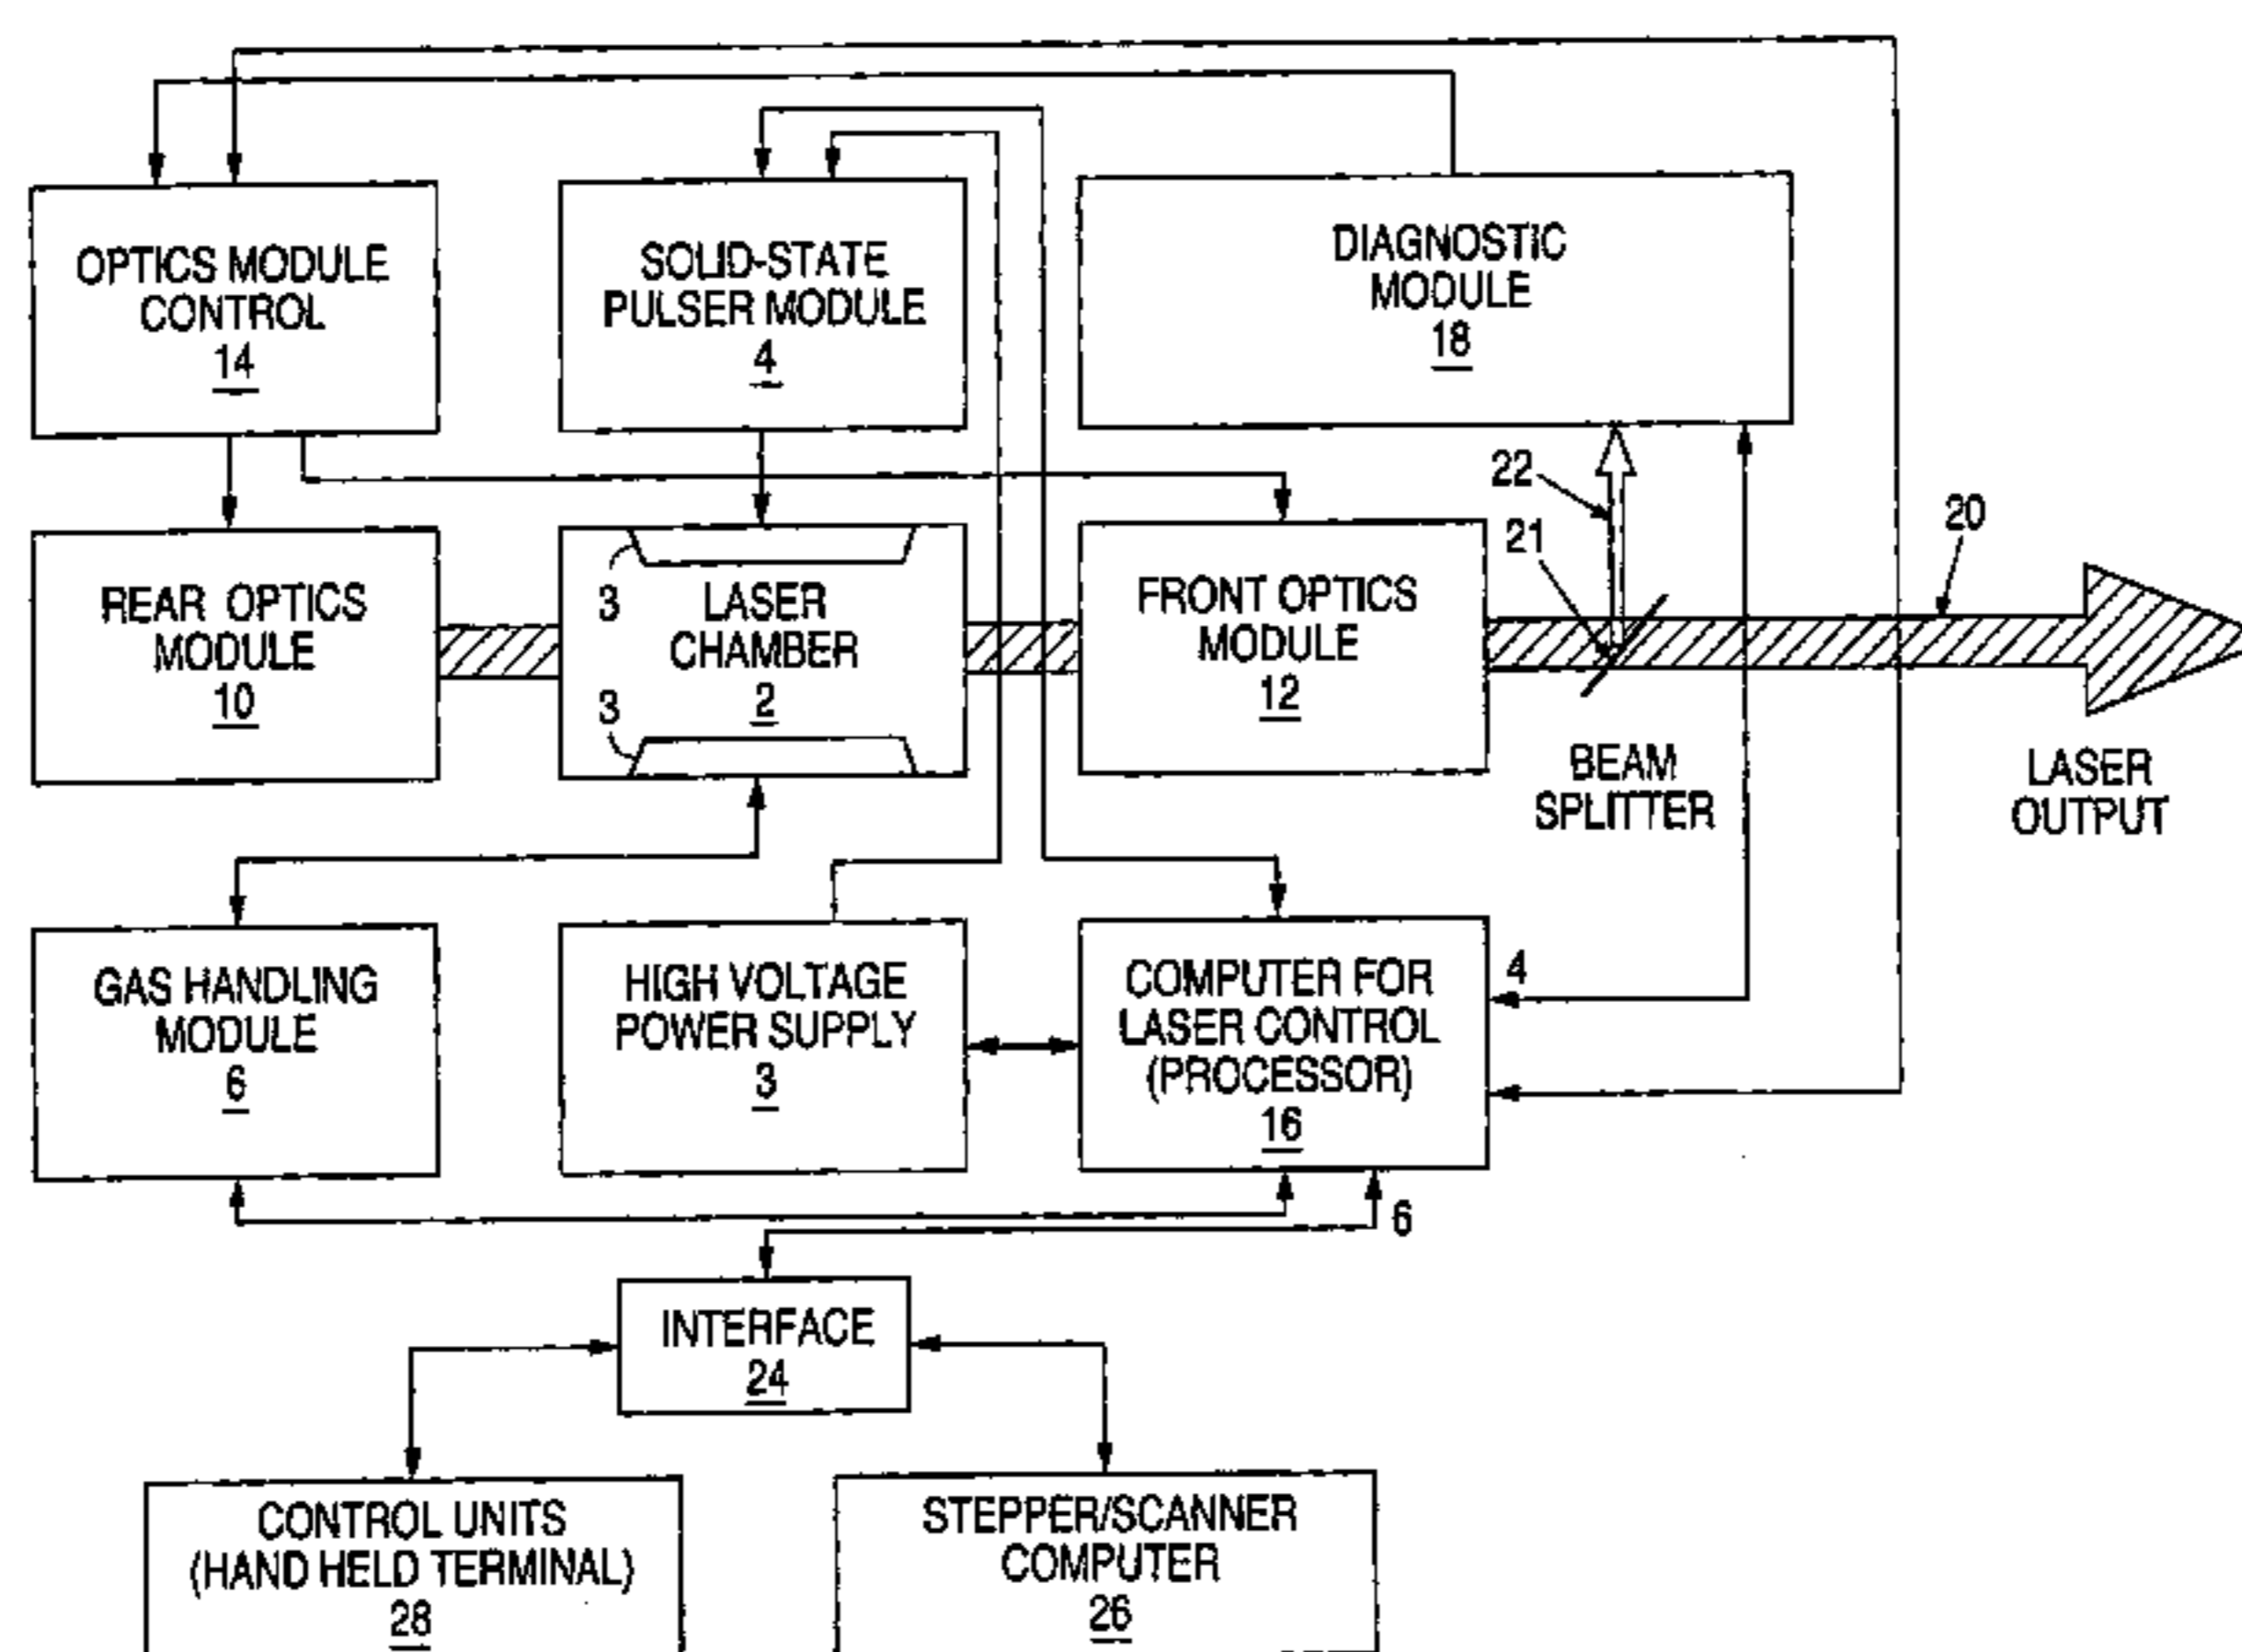 OPTICS MODULE
CONTROL
14
SOLID-STATE
PULSER MODULE
4
DIAGNOSTIC
MODULE
18
22
21
20
REAR OPTICS
MODULE
10
3
LASER
CHAMBER
2
3
FRONT OPTICS
MODULE
12
BEAM
SPLITTER
LASER
OUTPUT
GAS HANDLING
MODULE
6
HIGH VOLTAGE
POWER SUPPLY
3
COMPUTER FOR
LASER CONTROL
(PROCESSOR)
16
4
6
INTERFACE
24
CONTROL UNITS
(HAND HELD TERMINAL)
28
STEPPER/SCANNER
COMPUTER
26